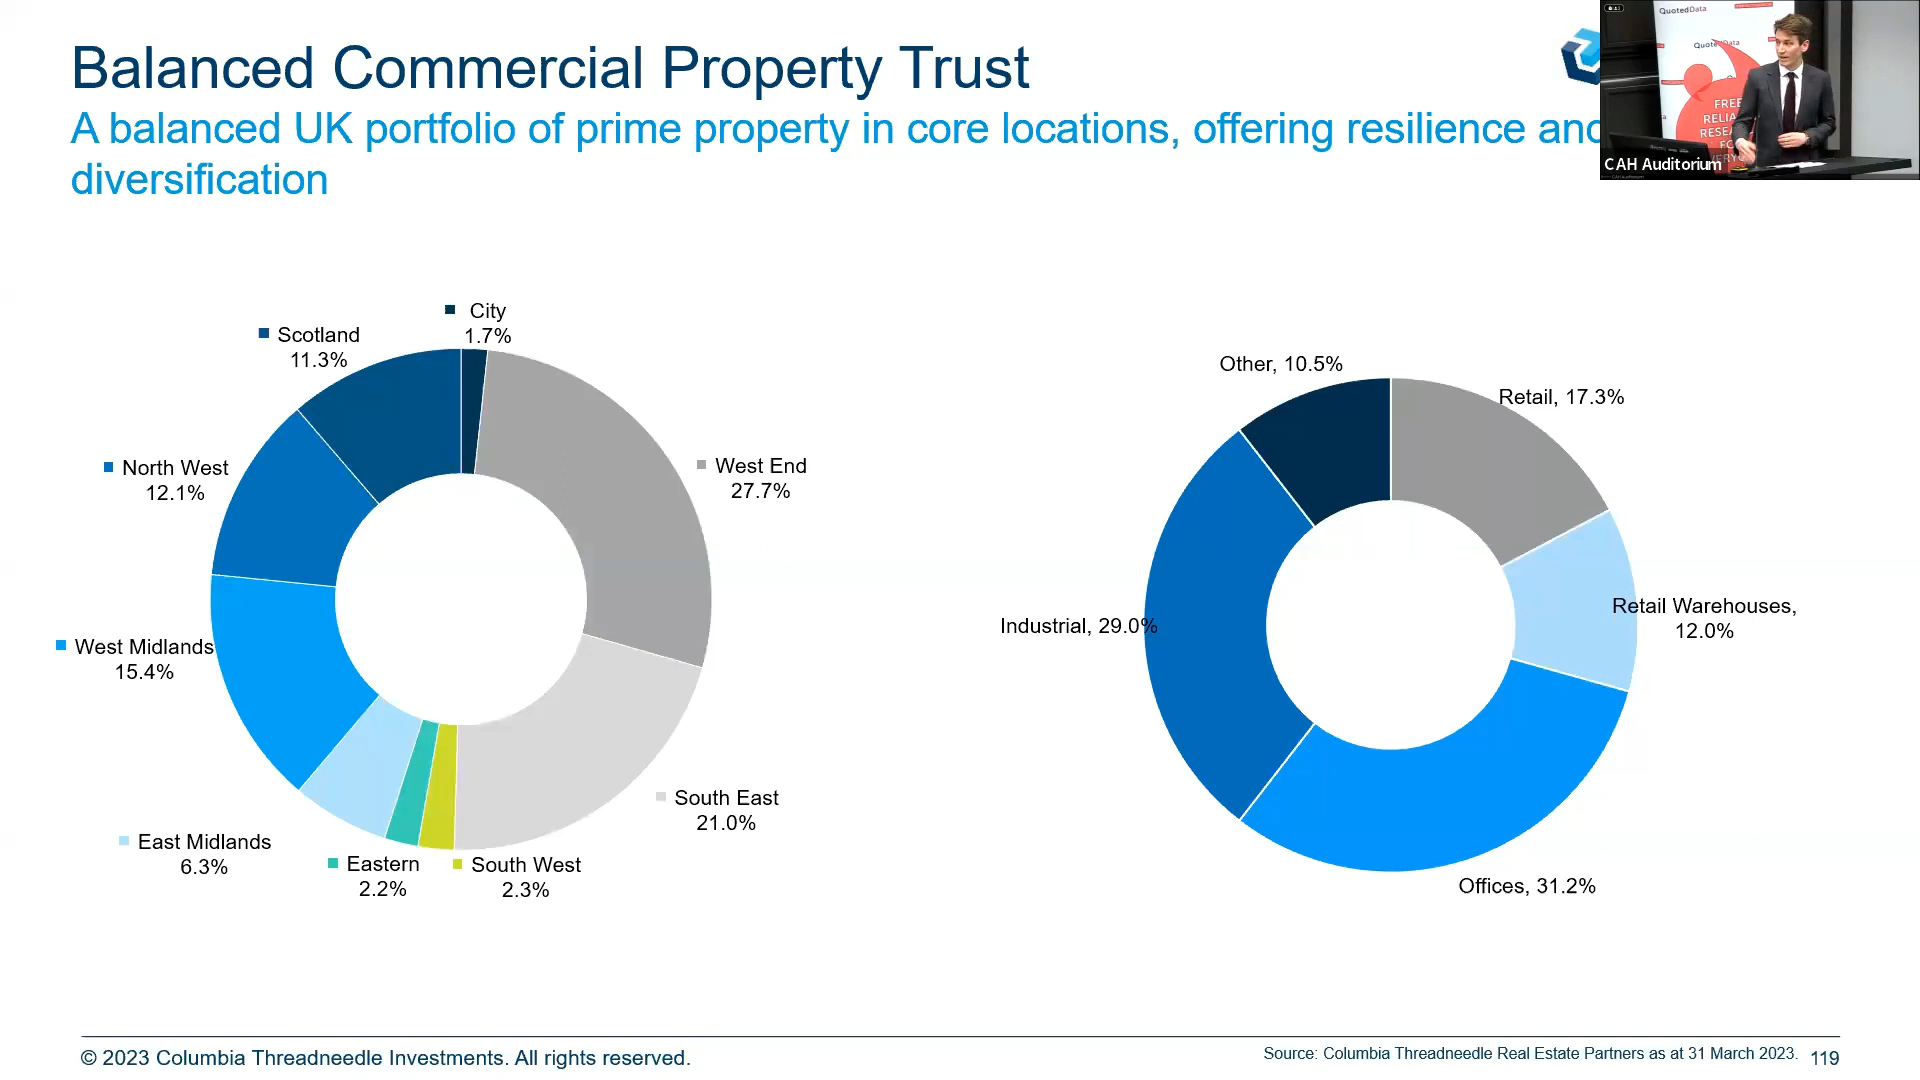 Balanced Commercial Property Trust
A balanced UK portfolio of prime property in core locations, offering resilience and
diversification
QuotedData
QuotedData
FREE
CAH Auditorium
City
1.7%
Scotland
11.3%
North West
12.1%
West End
27.7%
West Midlands
15.4%
South East
21.0%
East Midlands
6.3%
Eastern
2.2%
South West
2.3%
Other, 10.5%
Retail, 17.3%
Retail Warehouses,
12.0%
Industrial, 29.0%
Offices, 31.2%
© 2023 Columbia Threadneedle Investments. All rights reserved.
Source: Columbia Threadneedle Real Estate Partners as at 31 March 2023.
119